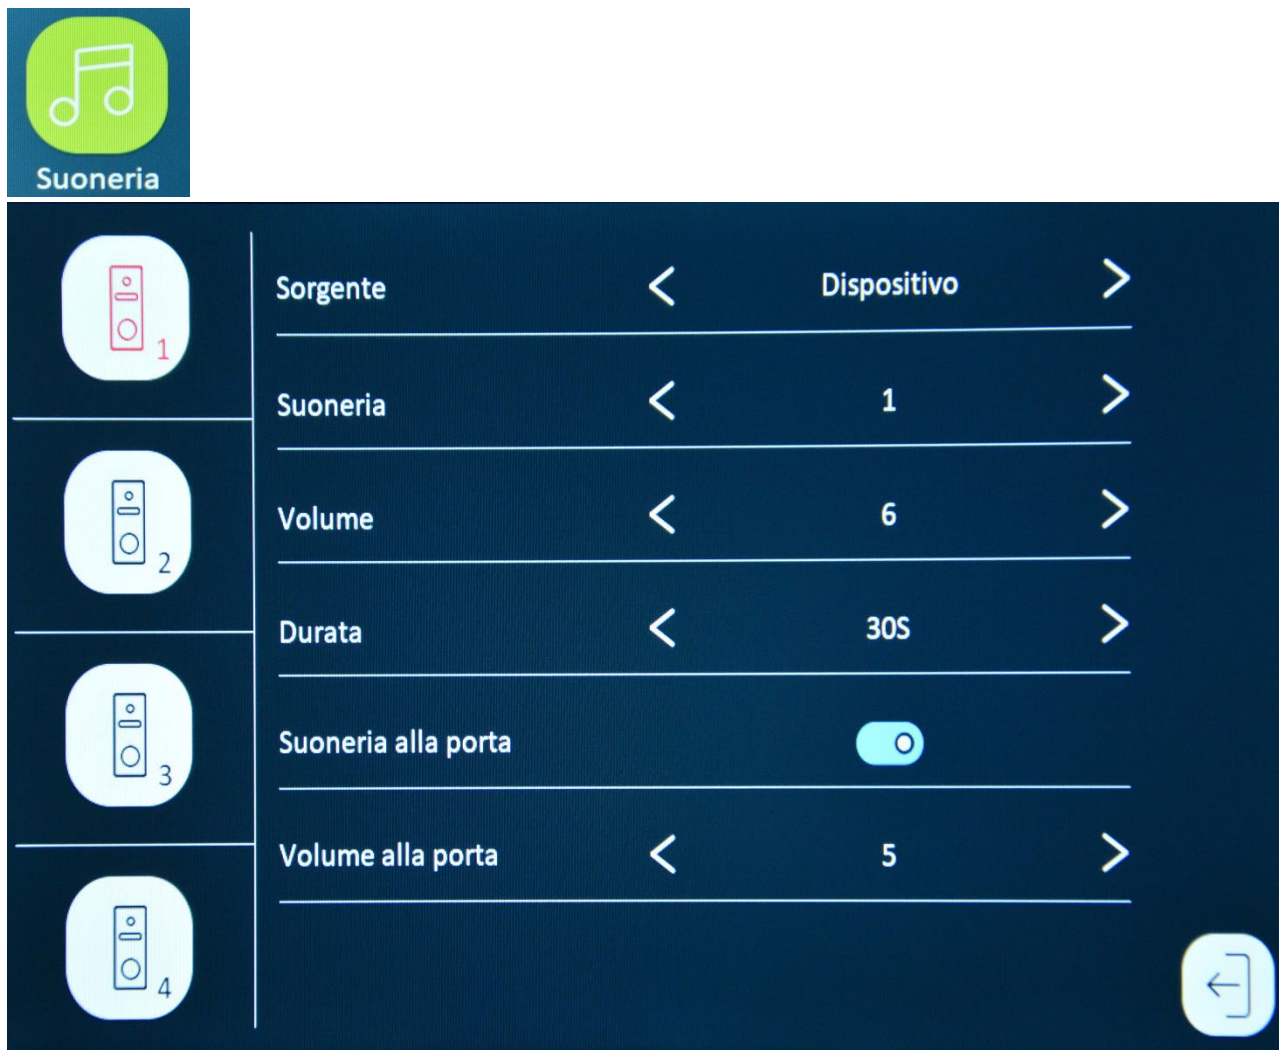 Suoneria
1
2
3
4
Sorgente < Dispositivo >
Suoneria < 1 >
Volume < 6 >
Durata < 30S >
Suoneria alla porta
Volume alla porta < 5 >